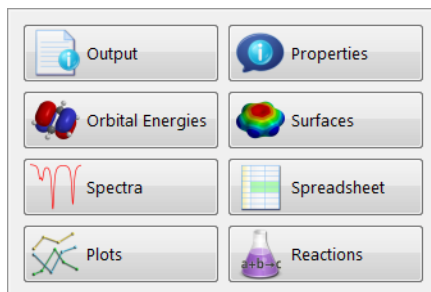 Output
Properties
Orbital Energies
Surfaces
Spectra
Spreadsheet
Plots
a+b→c
Reactions